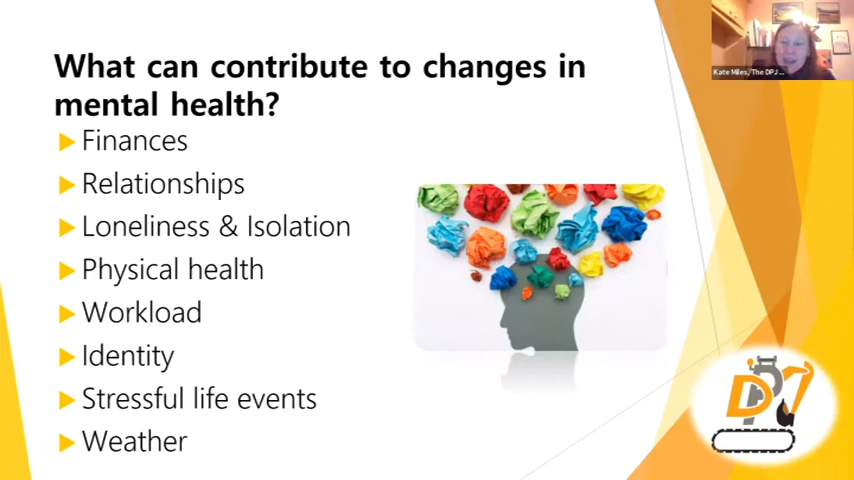 What can contribute to changes in
mental health?
Finances
Relationships
Loneliness & Isolation
Physical health
Workload
Identity
Stressful life events
Weather
Kate Miles, The DPJ ...
DPJ